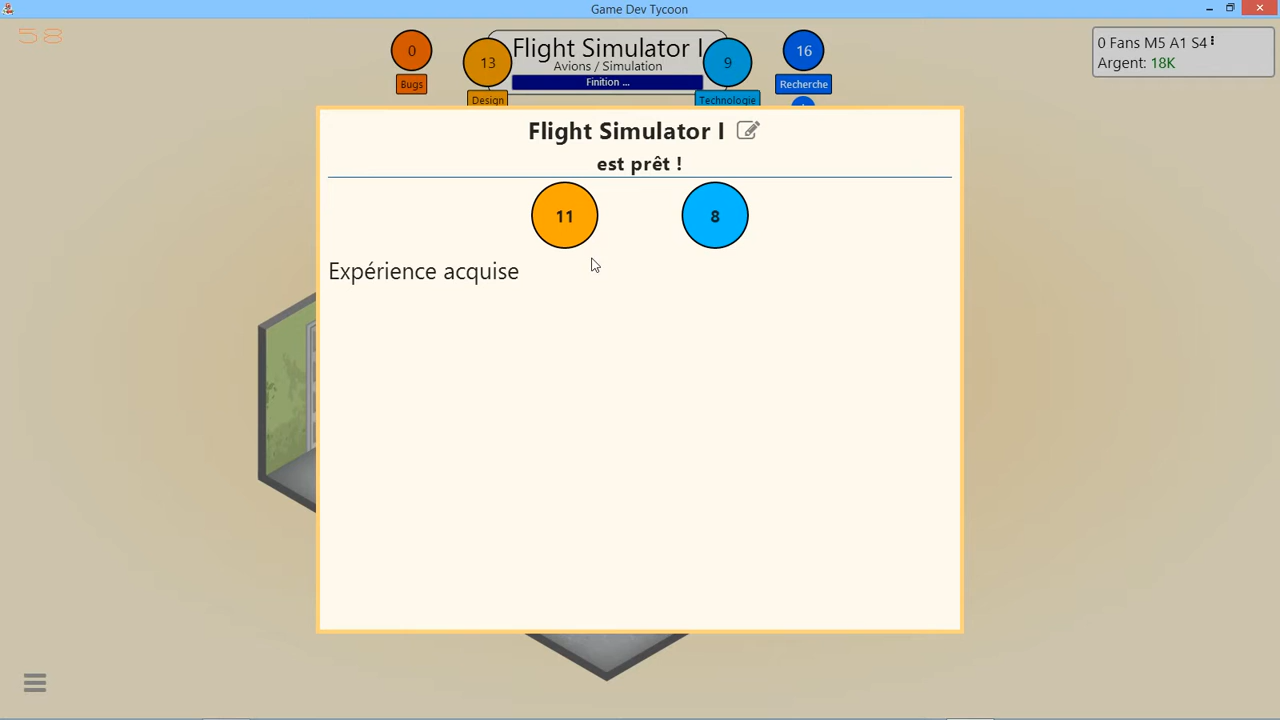 Game Dev Tycoon
58
0
Bugs
13
Design
Flight Simulator I
Avions / Simulation
Finition ...
9
Technologie
16
Recherche
0 Fans M5 A1 S4
Argent: 18K
Flight Simulator I
est prêt !
11
8
Expérience acquise